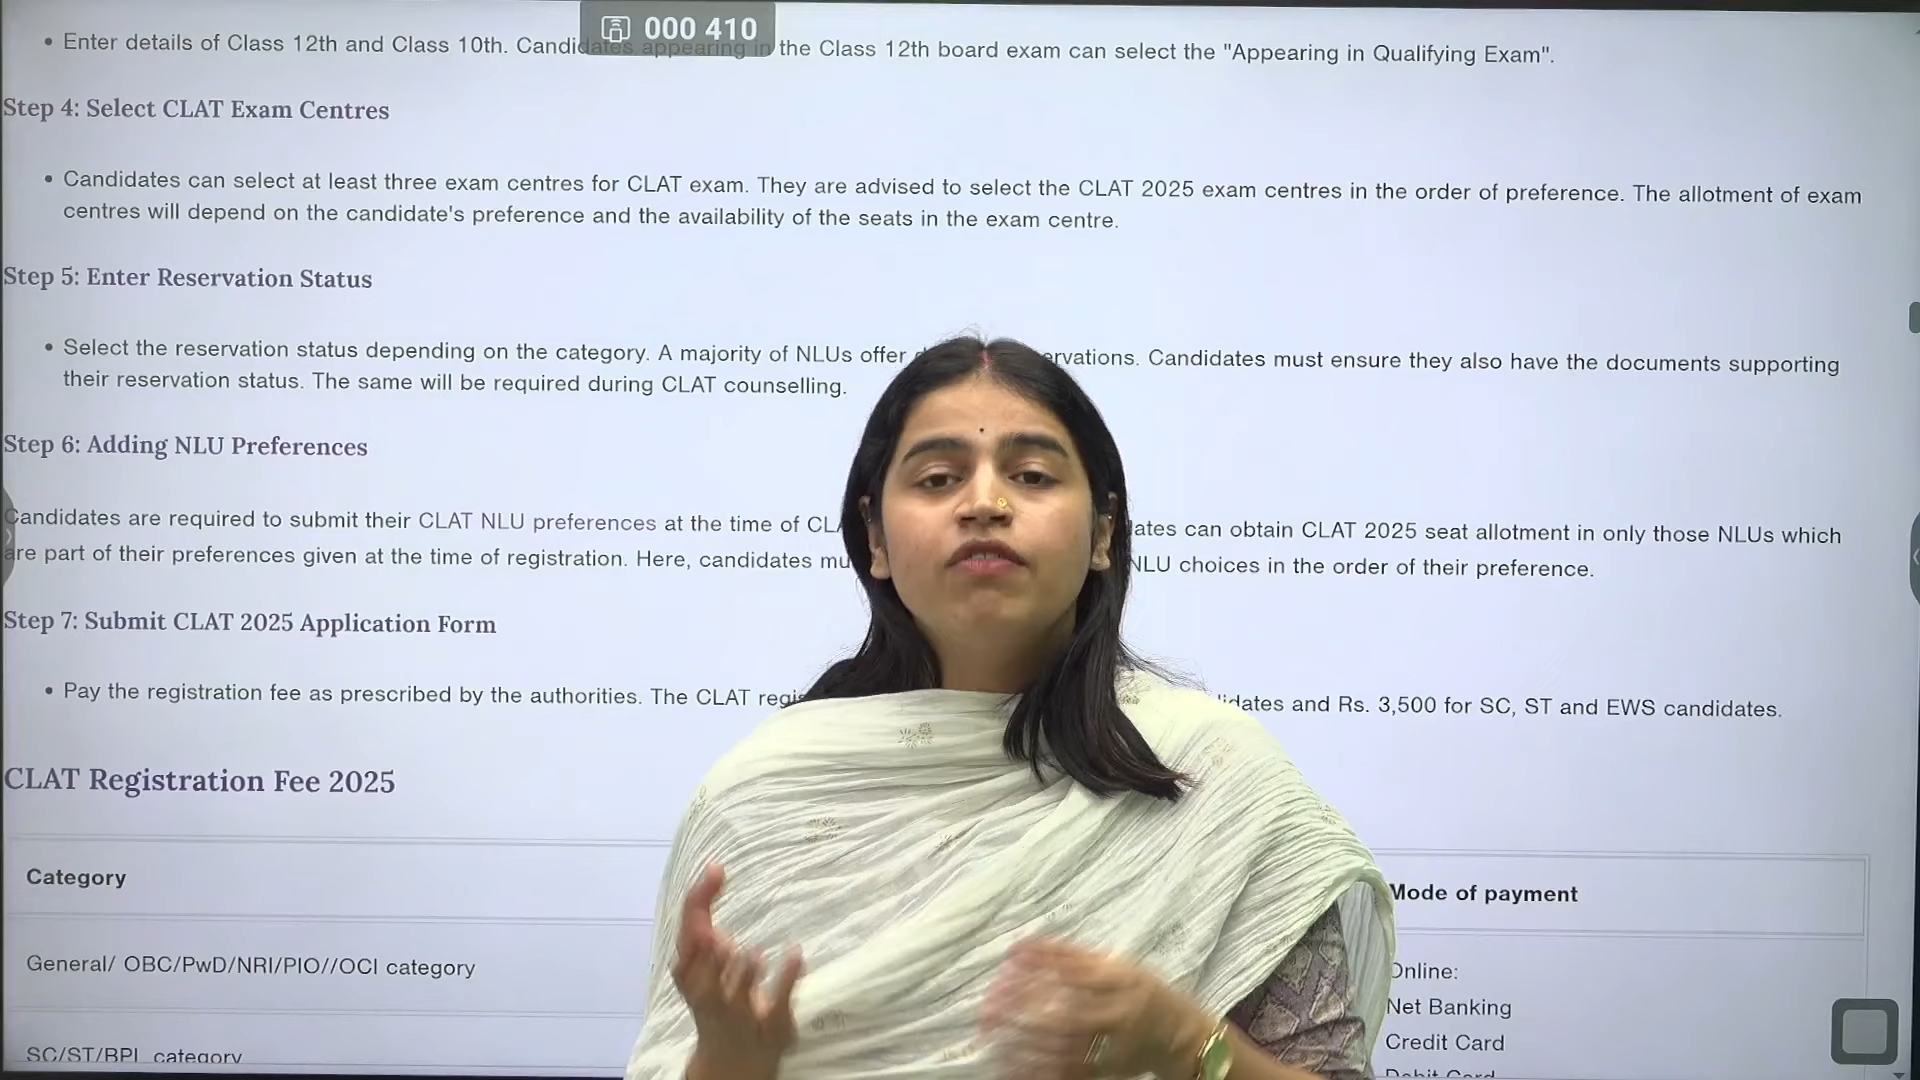 000 410
• Enter details of Class 12th and Class 10th. Candidates appearing in the Class 12th board exam can select the "Appearing in Qualifying Exam".
Step 4: Select CLAT Exam Centres
• Candidates can select at least three exam centres for CLAT exam. They are advised to select the CLAT 2025 exam centres in the order of preference. The allotment of exam
centres will depend on the candidate's preference and the availability of the seats in the exam centre.
Step 5: Enter Reservation Status
• Select the reservation status depending on the category. A majority of NLUs offer ervations. Candidates must ensure they also have the documents supporting
their reservation status. The same will be required during CLAT counselling.
Step 6: Adding NLU Preferences
Candidates are required to submit their CLAT NLU preferences at the time of CLA ates can obtain CLAT 2025 seat allotment in only those NLUs which
are part of their preferences given at the time of registration. Here, candidates mu NLU choices in the order of their preference.
Step 7: Submit CLAT 2025 Application Form
• Pay the registration fee as prescribed by the authorities. The CLAT regis idates and Rs. 3,500 for SC, ST and EWS candidates.
CLAT Registration Fee 2025
Category
Mode of payment
General/ OBC/PwD/NRI/PIO//OCI category
Online:
Net Banking
Credit Card
SC/ST/BPL category
Debit Card